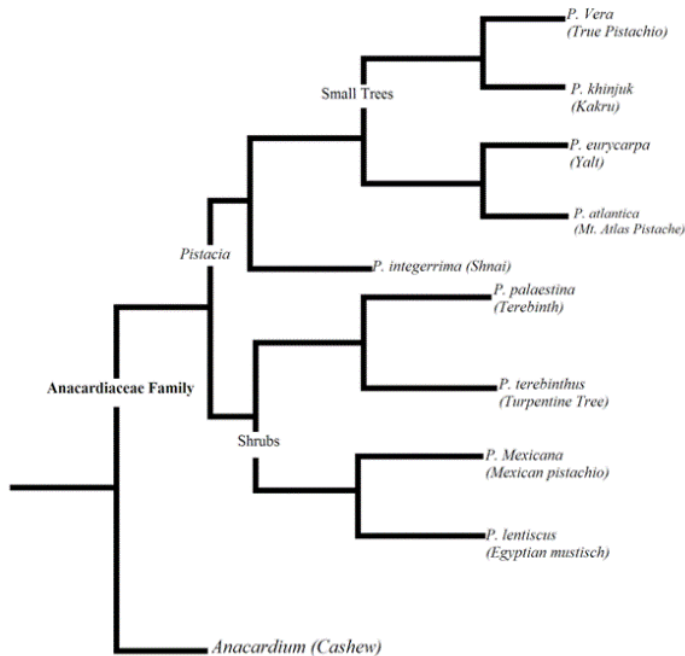 P. Vera
(True Pistachio)
Small Trees
P. khinjuk
(Kakru)
P. eurycarpa
(Yalt)
P. atlantica
(Mt. Atlas Pistache)
Pistacia
P. integerrima (Shnai)
P. palaestina
(Terebinth)
Anacardiaceae Family
P. terebinthus
(Turpentine Tree)
Shrubs
P. Mexicana
(Mexican pistachio)
P. lentiscus
(Egyptian mustisch)
Anacardium (Cashew)